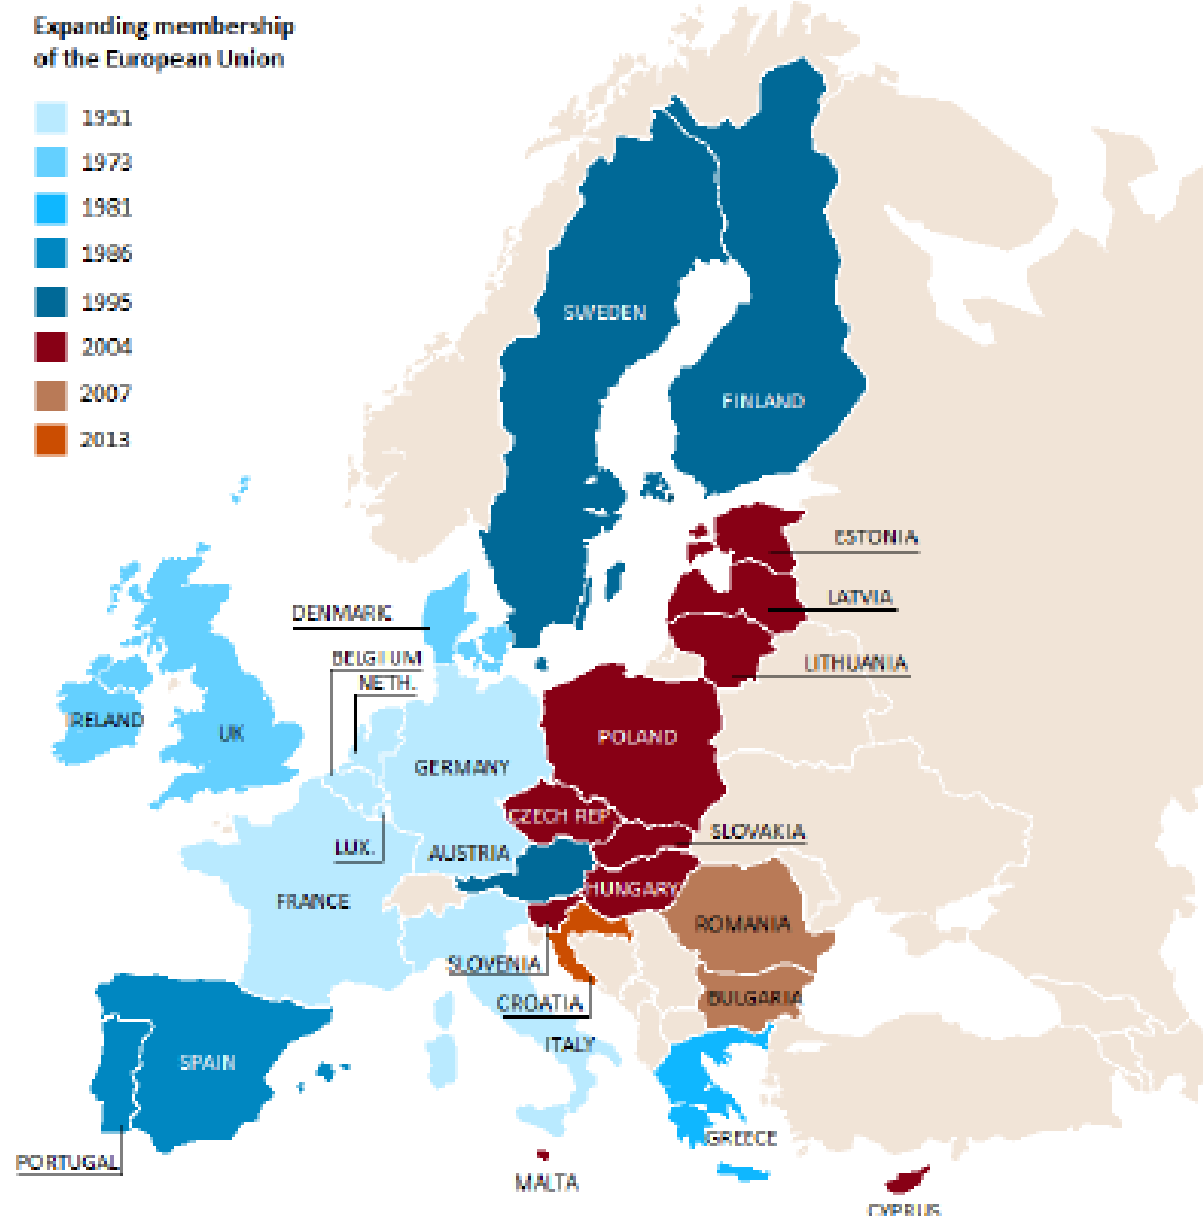 Expanding membership
of the European Union
1951
1973
1981
1986
1995
2004
2007
2013
SWEDEN
FINLAND
ESTONIA
LATVIA
LITHUANIA
DENMARK
BELGIUM
NETH.
IRELAND
UK
GERMANY
POLAND
CZECH REP
SLOVAKIA
LUX.
AUSTRIA
HUNGARY
FRANCE
ROMANIA
SLOVENIA
CROATIA
BULGARIA
ITALY
SPAIN
GREECE
PORTUGAL
MALTA
CYPRUS